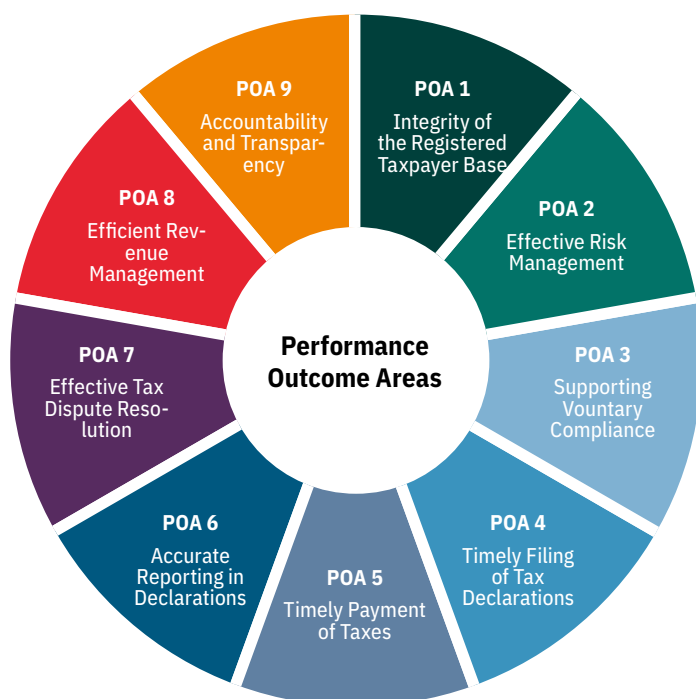 Performance
Outcome Areas
POA 1
Integrity of
the Registered
Taxpayer Base
POA 2
Effective Risk
Management
POA 3
Supporting
Vountary
Compliance
POA 4
Timely Filing
of Tax
Declarations
POA 5
Timely Payment
of Taxes
POA 6
Accurate
Reporting in
Declarations
POA 7
Effective Tax
Dispute Reso-
lution
POA 8
Efficient Rev-
enue
Management
POA 9
Accountability
and Transpar-
ency